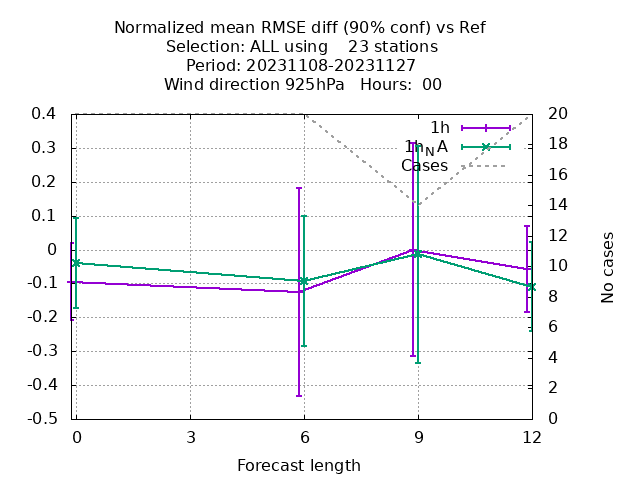 Normalized mean RMSE diff (90% conf) vs Ref
Selection: ALL using    23 stations
Period: 20231108-20231127
Wind direction 925hPa   Hours:  00
0.4
0.3
0.2
0.1
0
-0.1
-0.2
-0.3
-0.4
-0.5
1h
1h_NA
Cases
20
18
16
14
12
10
8
6
4
2
0
No cases
0 3 6 9 12
Forecast length